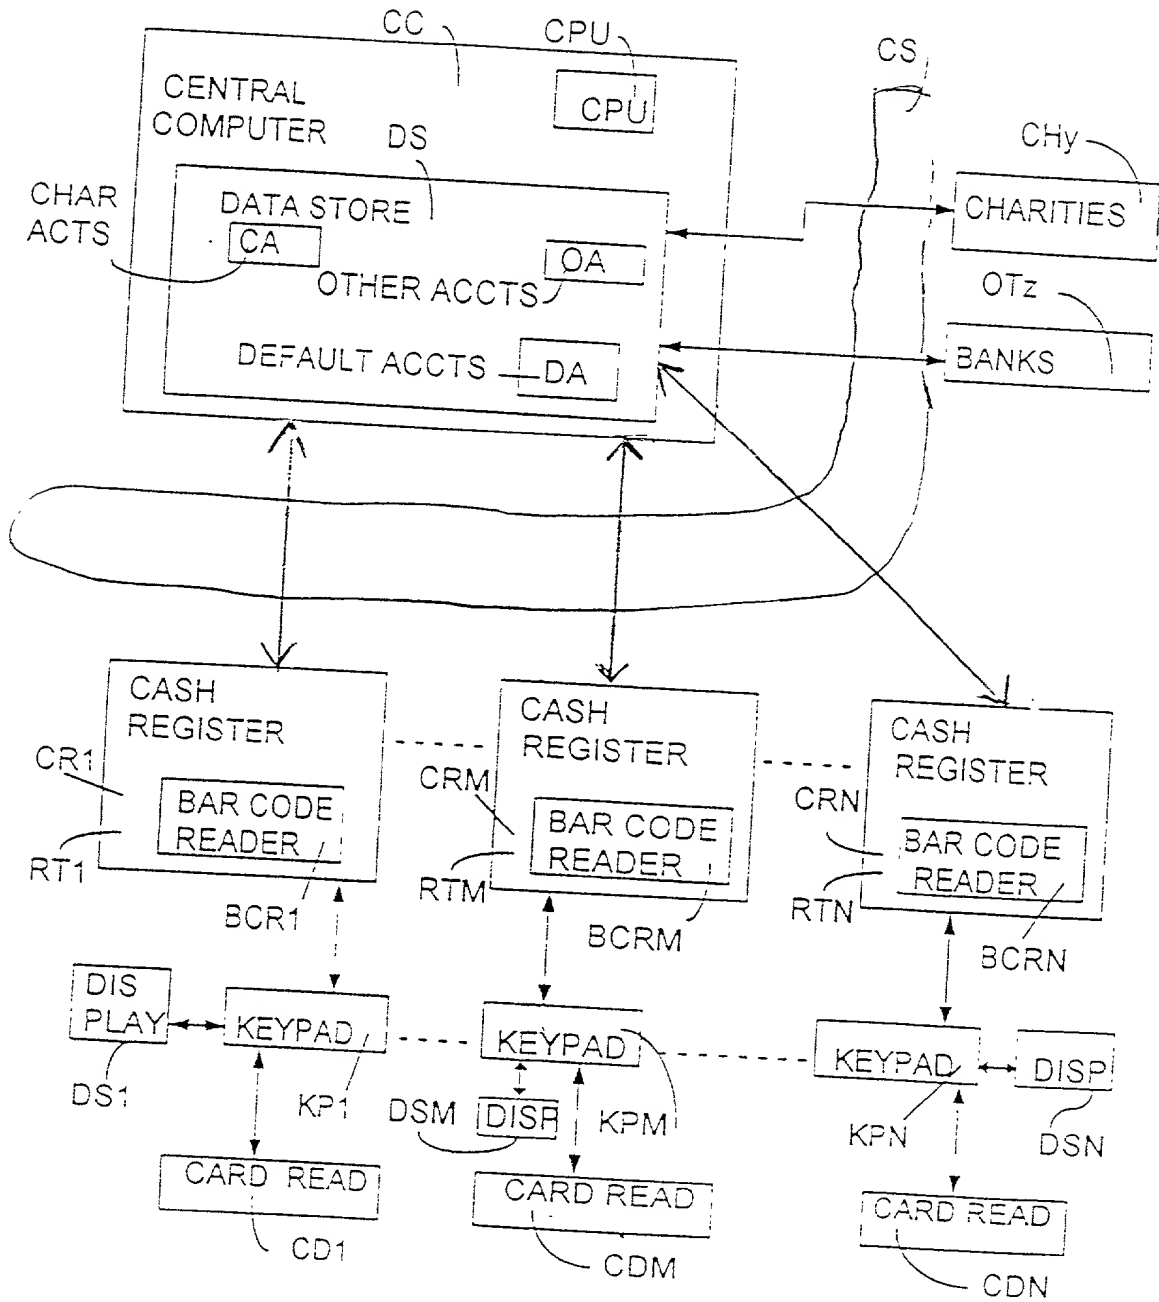 CC
CPU
CS
CENTRAL
COMPUTER
CPU
DS
CHy
CHAR
ACTS
DATA STORE
CA
OA
OTHER ACCTS
CHARITIES
OTz
DEFAULT ACCTS
DA
BANKS
CASH
REGISTER
CASH
REGISTER
CASH
REGISTER
CR1
CRM
CRN
BAR CODE
READER
BAR CODE
READER
BAR CODE
READER
RT1
RTM
RTN
BCR1
BCRM
BCRN
DIS
PLAY
KEYPAD
KEYPAD
KEYPAD
DISP
DS1
KP1
DSM
DISP
KPM
KPN
DSN
CARD READ
CARD READ
CARD READ
CD1
CDM
CDN